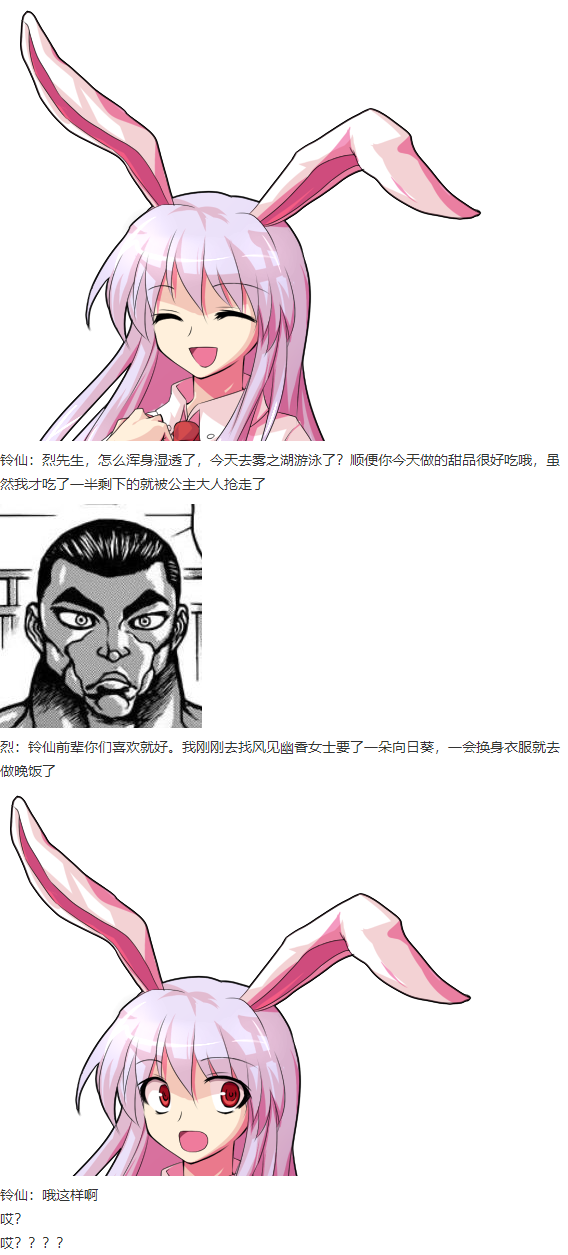 铃仙：烈先生，怎么浑身湿透了，今天去雾之湖游泳了？顺便你今天做的甜品很好吃哦，虽
然我才吃了一半剩下的就被公主大人抢走了
烈：铃仙前辈你们喜欢就好。我刚刚去找风见幽香女士要了一朵向日葵，一会换身衣服就去
做晚饭了
铃仙：哦这样啊
哎？
哎？？？？